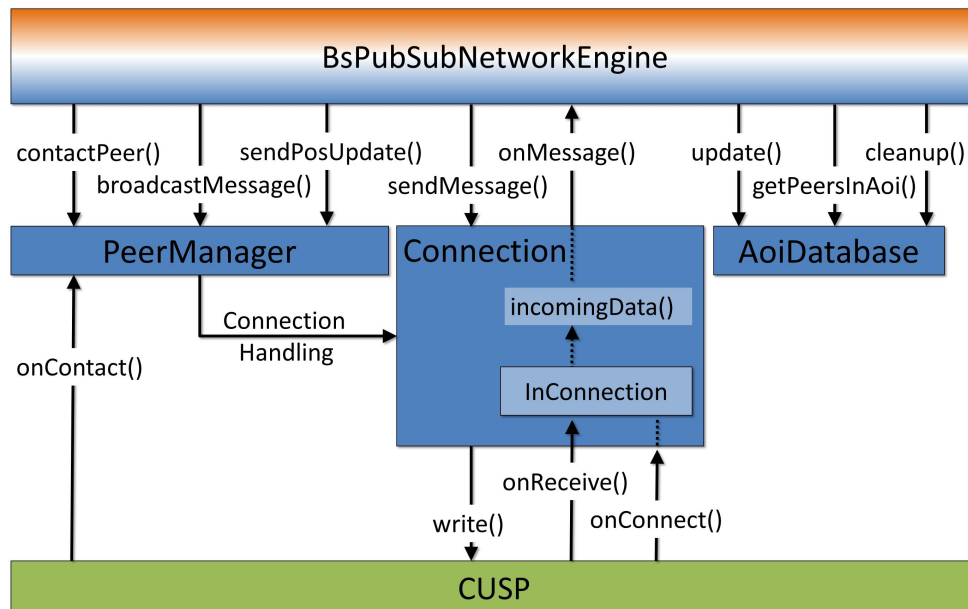 BsPubSubNetworkEngine
contactPeer()
broadcastMessage()
sendPosUpdate()
sendMessage()
onMessage()
update()
getPeersInAoi()
cleanup()
PeerManager
Connection
AoiDatabase
incomingData()
Connection
Handling
onContact()
InConnection
onReceive()
write()
onConnect()
CUSP